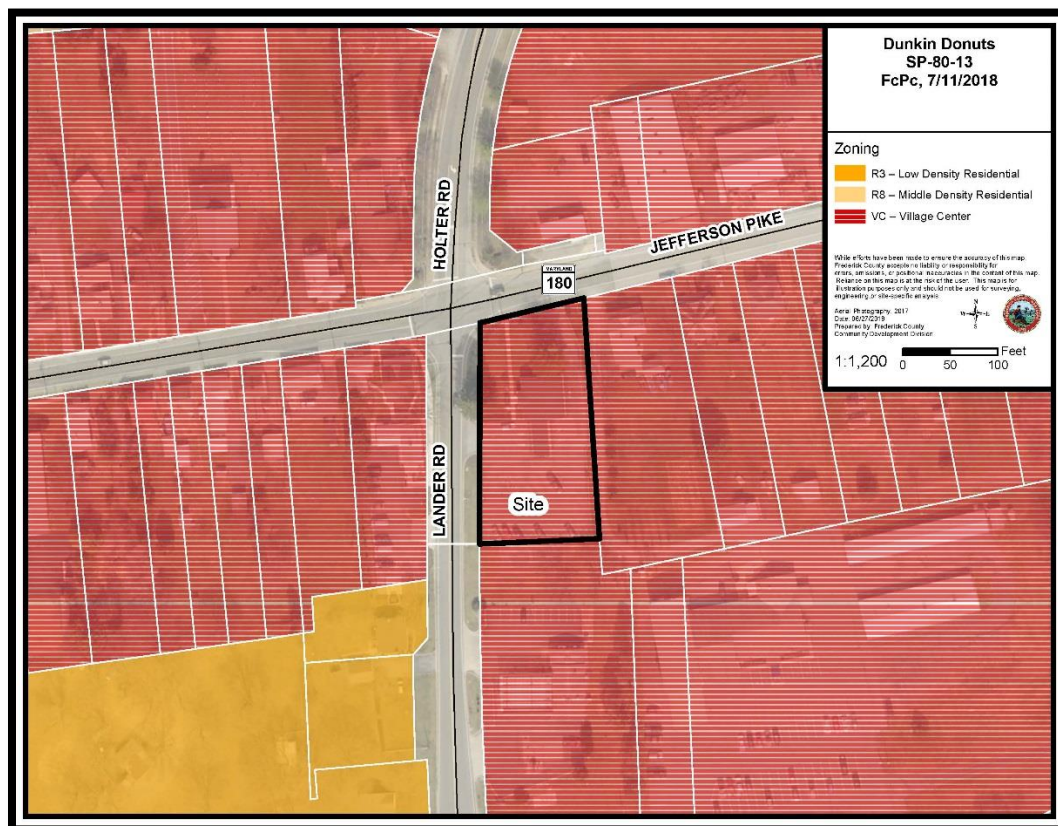 Dunkin Donuts
SP-80-13
FcPc, 7/11/2018
Zoning
R3 – Low Density Residential
R8 – Middle Density Residential
VC – Village Center
While efforts have been made to ensure the accuracy of this map,
Frederick County accepts no liability or responsibility for
errors, omissions, or positional inaccuracies in the content of this map.
Reliance on this map is at the risk of the user. This map is for
illustration purposes only and should not be used for surveying,
engineering, or site-specific analysis.
Aerial Photography: 2017
Date: 06/27/2018
Prepared by: Frederick County
Community Development Division
N
W E
S
1:1,200
Feet
0 50 100
HOLTER RD
JEFFERSON PIKE
MARYLAND
180
LANDER RD
Site